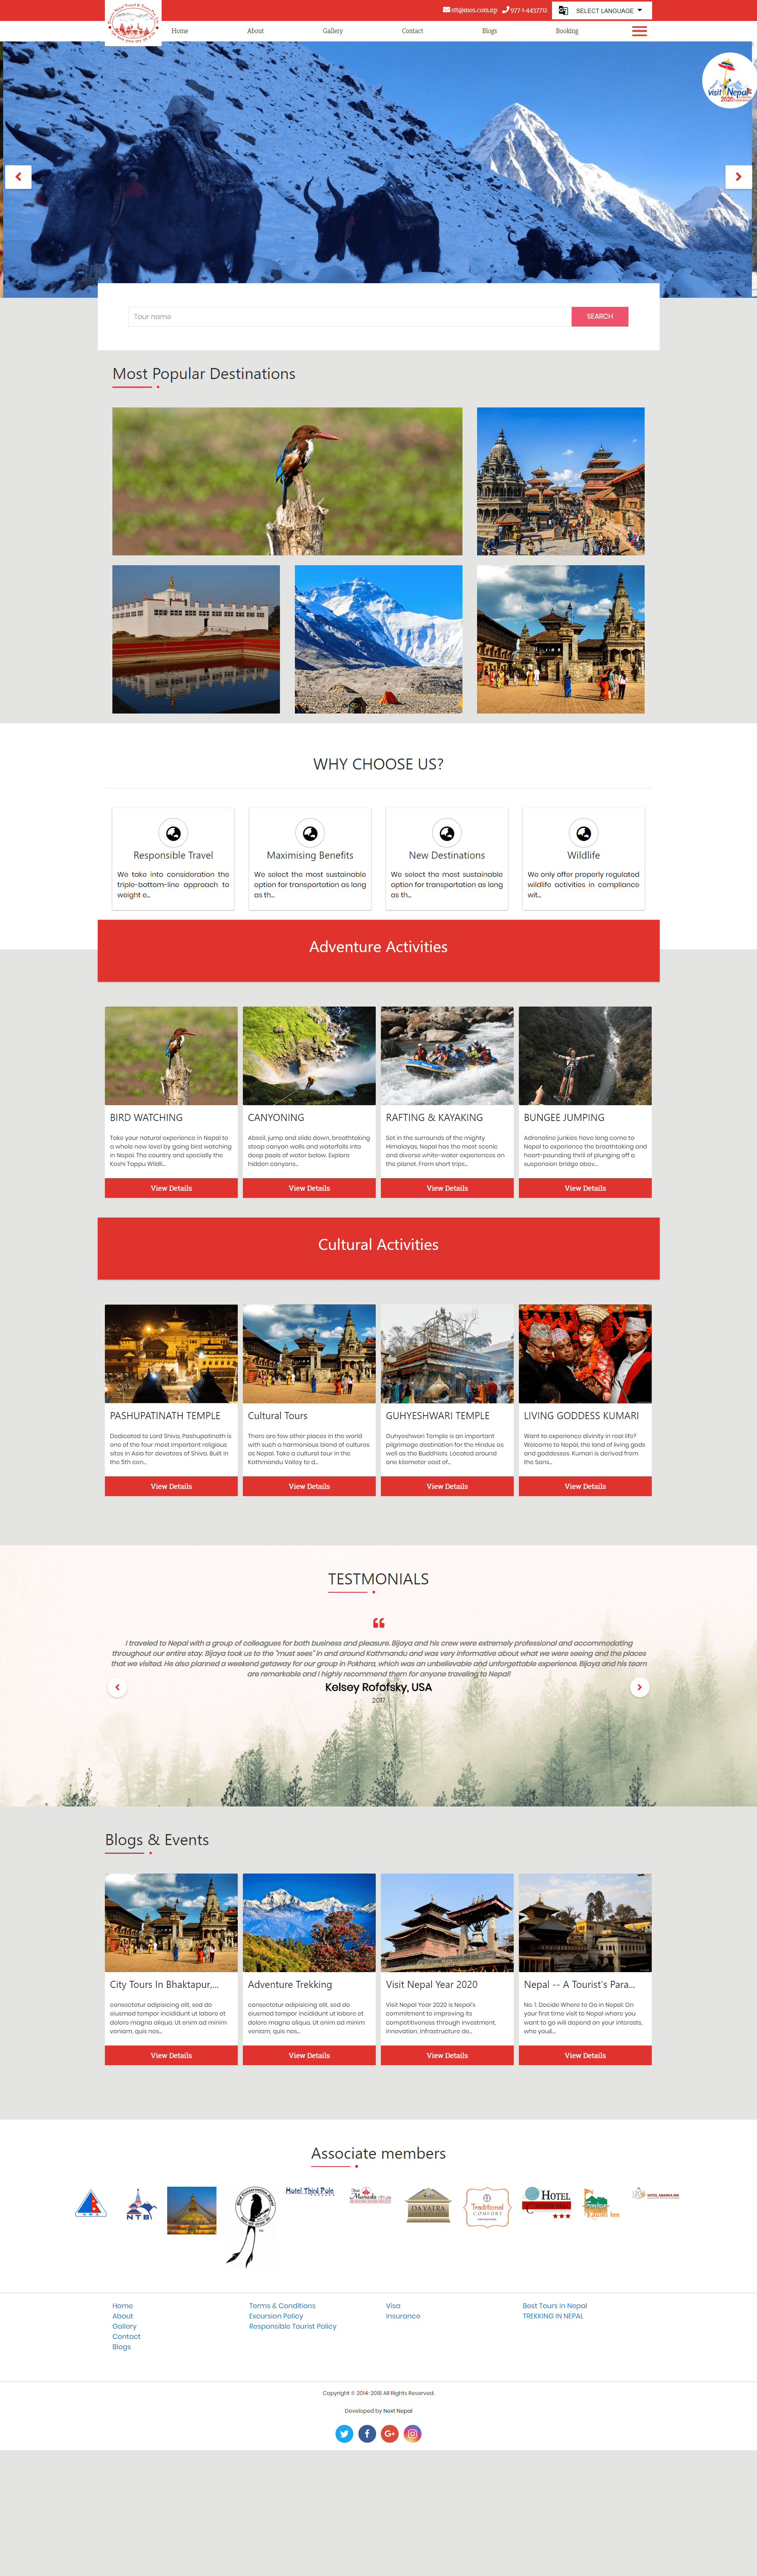 stt@mos.com.np 977-1-4437712 SELECT LANGUAGE
Home About Gallery Contact Blogs Booking
visit Nepal
2020
Tour name SEARCH
Most Popular Destinations
WHY CHOOSE US?
Responsible Travel
We take into consideration the
triple-bottom-line approach to
weight e...
Maximising Benefits
We select the most sustainable
option for transportation as long
as th...
New Destinations
We select the most sustainable
option for transportation as long
as th...
Wildlife
We only offer properly regulated
wildlife activities in compliance
wit...
Adventure Activities
BIRD WATCHING
Take your natural experience in Nepal to
a whole new level by going bird watching
in Nepal. The country and specially the
Koshi Tappu Wildli...
View Details
CANYONING
Abseil, jump and slide down, breathtaking
steep canyon walls and waterfalls into
deep pools of water below. Explore
hidden canyons...
View Details
RAFTING & KAYAKING
Set in the surrounds of the mighty
Himalayas, Nepal has the most scenic
and diverse white-water experiences on
the planet. From short trips...
View Details
BUNGEE JUMPING
Adrenaline junkies have long come to
Nepal to experience the breathtaking and
heart-pounding thrill of plunging off a
suspension bridge abov...
View Details
Cultural Activities
PASHUPATINATH TEMPLE
Dedicated to Lord Shiva, Pashupatinath is
one of the four most important religious
sites in Asia for devotees of Shiva. Built in
the 5th cen...
View Details
Cultural Tours
There are few other places in the world
with such a harmonious blend of cultures
as Nepal. Take a cultural tour in the
Kathmandu Valley to d...
View Details
GUHYESHWARI TEMPLE
Guhyeshwari Temple is an important
pilgrimage destination for the Hindus as
well as the Buddhists. Located around
one kilometer east of...
View Details
LIVING GODDESS KUMARI
Want to experience divinity in real life?
Welcome to Nepal, the land of living gods
and goddesses. Kumari is derived from
the Sans...
View Details
TESTMONIALS
I traveled to Nepal with a group of colleagues for both business and pleasure. Bijaya and his crew were extremely professional and accommodating
throughout our entire stay. Bijaya took us to the "must sees" in and around Kathmandu and was very informative about what we were seeing and the places
that we visited. He also planned a weekend getaway for our group in Pokhara, which was an unbelievable and unforgettable experience. Bijaya and his team
are remarkable and I highly recommend them for anyone traveling to Nepal!
Kelsey Rofofsky, USA
2017
Blogs & Events
City Tours In Bhaktapur,...
consectetur adipisicing elit, sed do
eiusmod tempor incididunt ut labore et
dolore magna aliqua. Ut enim ad minim
veniam, quis nos...
View Details
Adventure Trekking
consectetur adipisicing elit, sed do
eiusmod tempor incididunt ut labore et
dolore magna aliqua. Ut enim ad minim
veniam, quis nos...
View Details
Visit Nepal Year 2020
Visit Nepal Year 2020 is Nepal's
commitment to improving its
competitiveness through investment,
innovation, infrastructure de...
View Details
Nepal -- A Tourist's Para...
No. 1: Decide Where to Go in Nepal: On
your first time visit to Nepal where you
want to go will depend on your interests,
who you&...
View Details
Associate members
NMA
NTB
Hotel Third Pole
DAYATRA
Traditional
COMFORT
HOTEL
HOTEL ANANDA INN
Home
About
Gallery
Contact
Blogs
Terms & Conditions
Excursion Policy
Responsible Tourist Policy
Visa
Insurance
Best Tours In Nepal
TREKKING IN NEPAL
Copyright © 2014-2018 All Rights Reserved.
Developed by Next Nepal